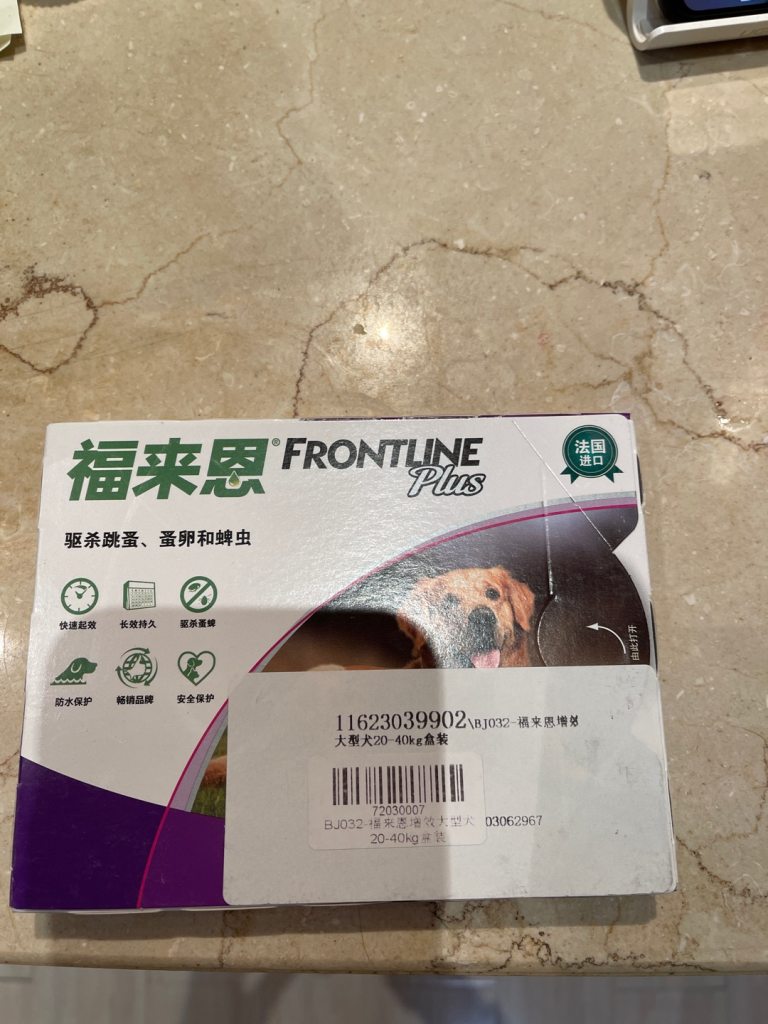 福来恩® FRONTLINE
Plus
法国
进口
驱杀跳蚤、蚤卵和蜱虫
快速起效 长效持久 驱杀蚤蜱
防水保护 畅销品牌 安全保护
由此打开
11623039902\BJ032-福来恩增效
大型犬20-40kg盒装
72030007
BJ032-福来恩增效大型犬
20-40kg盒装
03062967